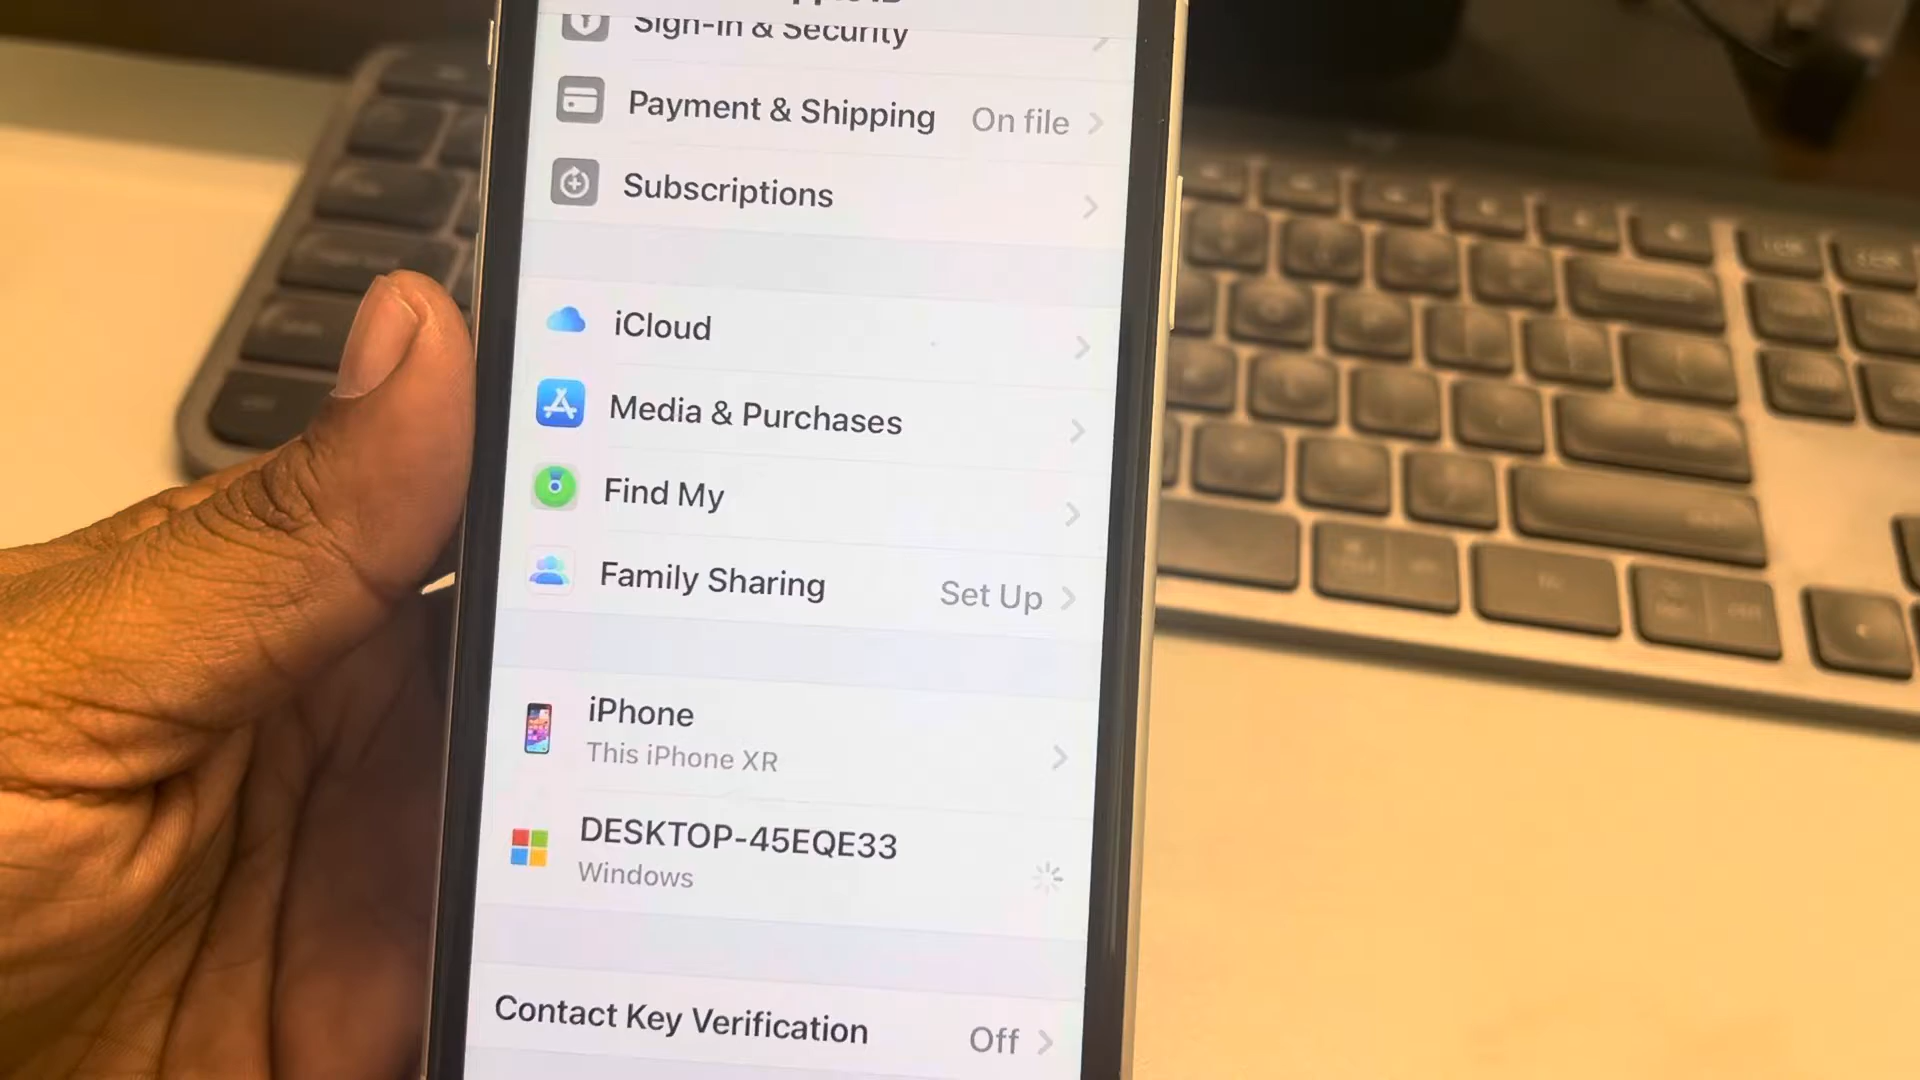 Sign-In & Security
Payment & Shipping On file
Subscriptions
iCloud
Media & Purchases
Find My
Family Sharing Set Up
iPhone
This iPhone XR
DESKTOP-45EQE33
Windows
Contact Key Verification Off